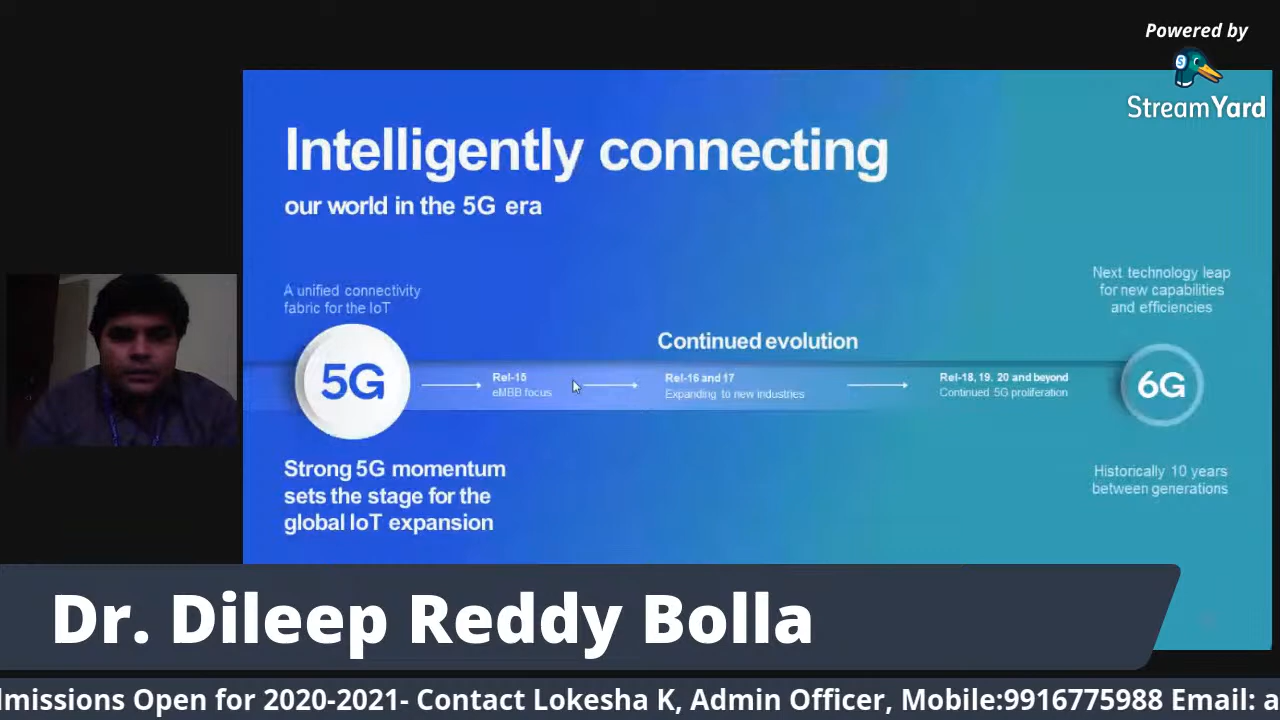 Powered by
StreamYard
Intelligently connecting
our world in the 5G era
A unified connectivity
fabric for the IoT
5G
Rel-15
eMBB focus
Continued evolution
Rel-16 and 17
Expanding to new industries
Rel-18, 19, 20 and beyond
Continued 5G proliferation
Next technology leap
for new capabilities
and efficiencies
6G
Historically 10 years
between generations
Strong 5G momentum
sets the stage for the
global IoT expansion
Dr. Dileep Reddy Bolla
dmissions Open for 2020-2021- Contact Lokesha K, Admin Officer, Mobile:9916775988 Email: a